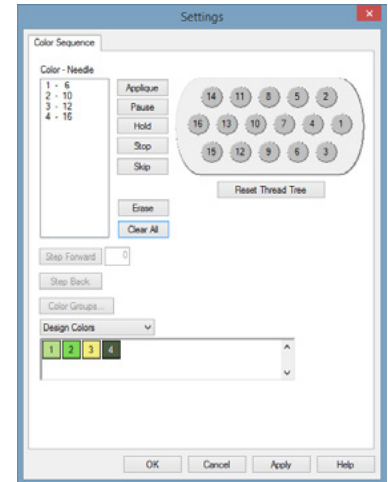 Settings
Color Sequence
Color - Needle
1 - 6
2 - 10
3 - 12
4 - 16
Applique
Pause
Hold
Stop
Skip
Erase
Clear All
14 11 8 5 2
16 13 10 7 4 1
15 12 9 6 3
Reset Thread Tree
Step Forward 0
Step Back
Color Groups...
Design Colors
1 2 3 4
OK Cancel Apply Help